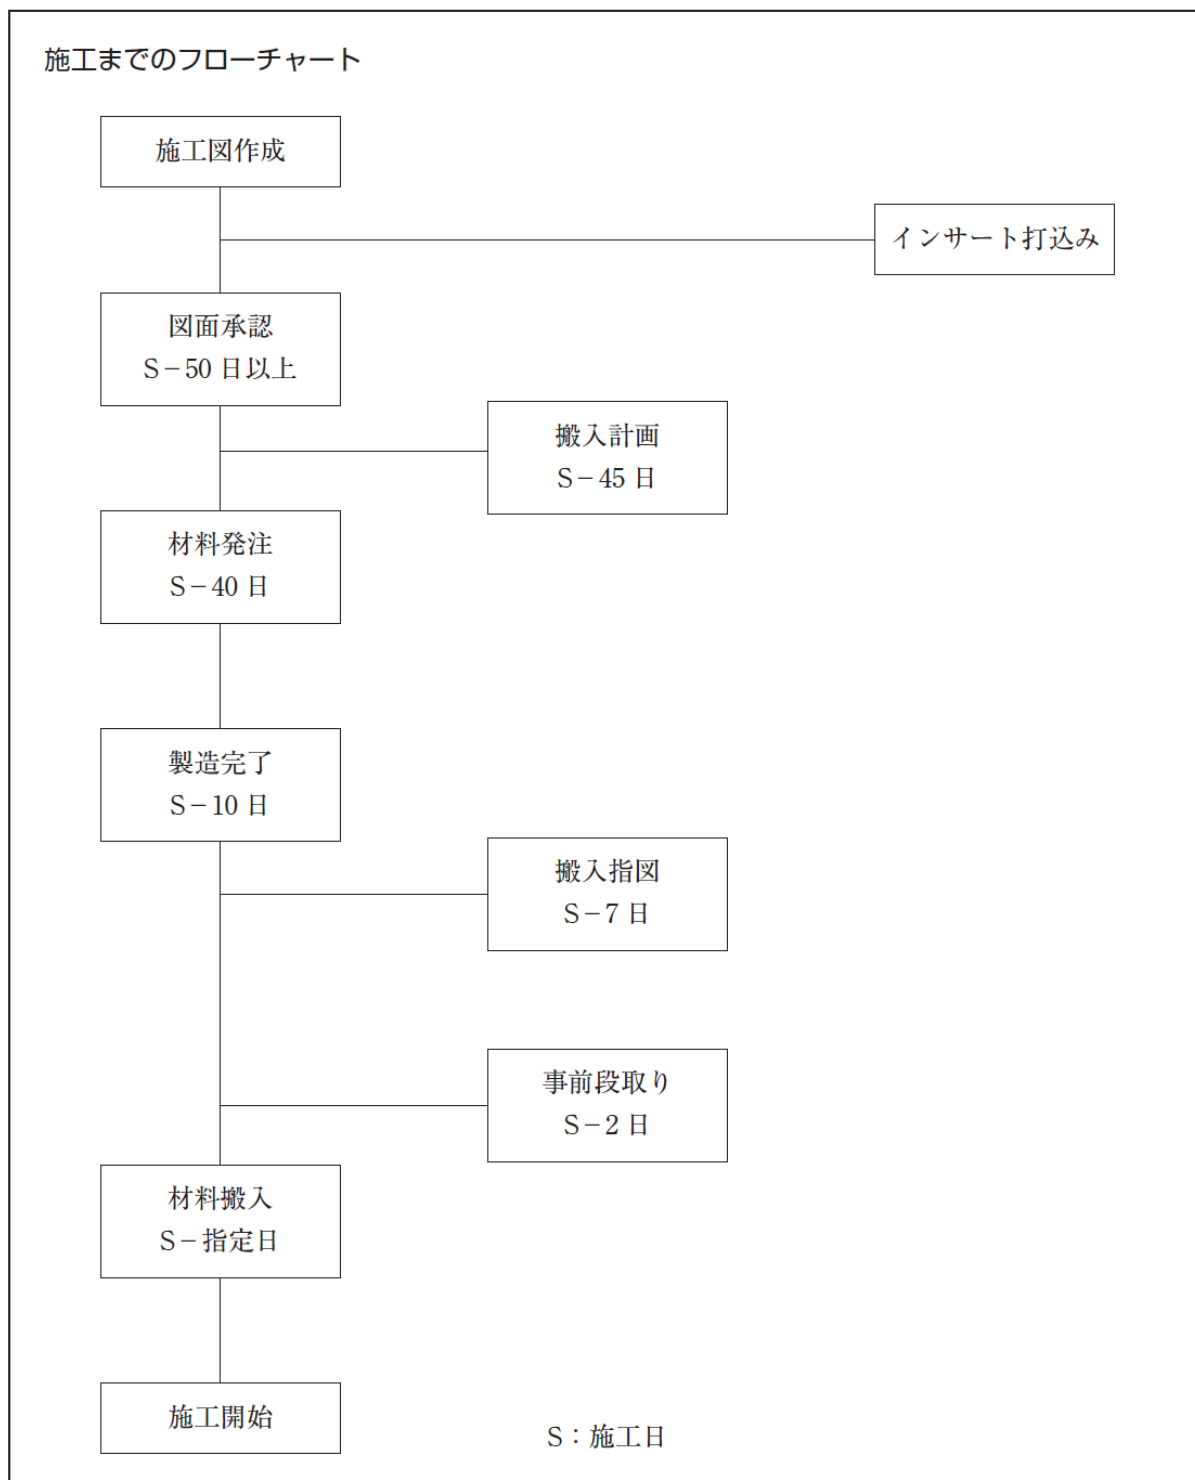 施工までのフローチャート
施工図作成
インサート打込み
図面承認
S−50日以上
搬入計画
S−45日
材料発注
S−40日
製造完了
S−10日
搬入指図
S−7日
事前段取り
S−2日
材料搬入
S−指定日
施工開始
S：施工日